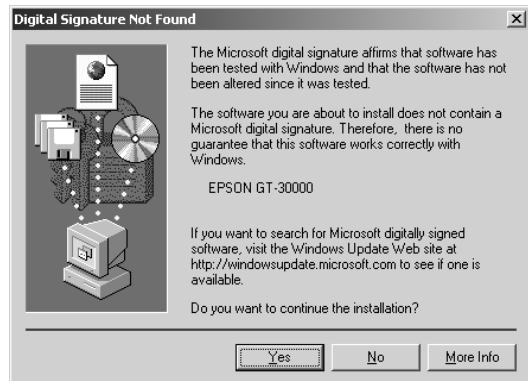 Digital Signature Not Found
The Microsoft digital signature affirms that software has
been tested with Windows and that the software has not
been altered since it was tested.
The software you are about to install does not contain a
Microsoft digital signature. Therefore, there is no
guarantee that this software works correctly with
Windows.
EPSON GT-30000
If you want to search for Microsoft digitally signed
software, visit the Windows Update Web site at
http://windowsupdate.microsoft.com to see if one is
available.
Do you want to continue the installation?
Yes No More Info